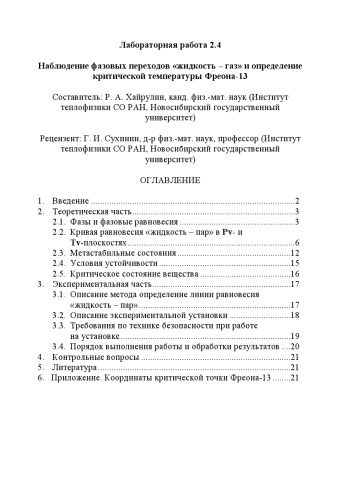 Лабораторная работа 2.4
Наблюдение фазовых переходов «жидкость – газ» и определение
критической температуры Фреона-13
Составитель: Р. А. Хайрулин, канд. физ.-мат. наук (Институт
теплофизики СО РАН, Новосибирский государственный
университет)
Рецензент: Г. И. Сухинин, д-р физ.-мат. наук, профессор (Институт
теплофизики СО РАН, Новосибирский государственный
университет)
ОГЛАВЛЕНИЕ
1. Введение ...............................................................................2
2. Теоретическая часть..............................................................3
2.1. Фазы и фазовые равновесия ..........................................3
2.2. Кривая равновесия «жидкость – пар» в Pv- и
Tv-плоскостях.................................................................6
2.3. Метастабильные состояния .........................................12
2.4. Условия устойчивости .................................................15
2.5. Критическое состояние вещества ...............................16
3. Экспериментальная часть....................................................17
3.1. Описание метода определения линии равновесия
«жидкость – пар»..........................................................17
3.2. Описание экспериментальной установки ..................18
3.3. Требования по технике безопасности при работе
на установке..................................................................19
3.4. Порядок выполнения работы и обработки результатов ....20
4. Контрольные вопросы .........................................................21
5. Литература ...........................................................................21
6. Приложение. Координаты критической точки Фреона-13 ........21